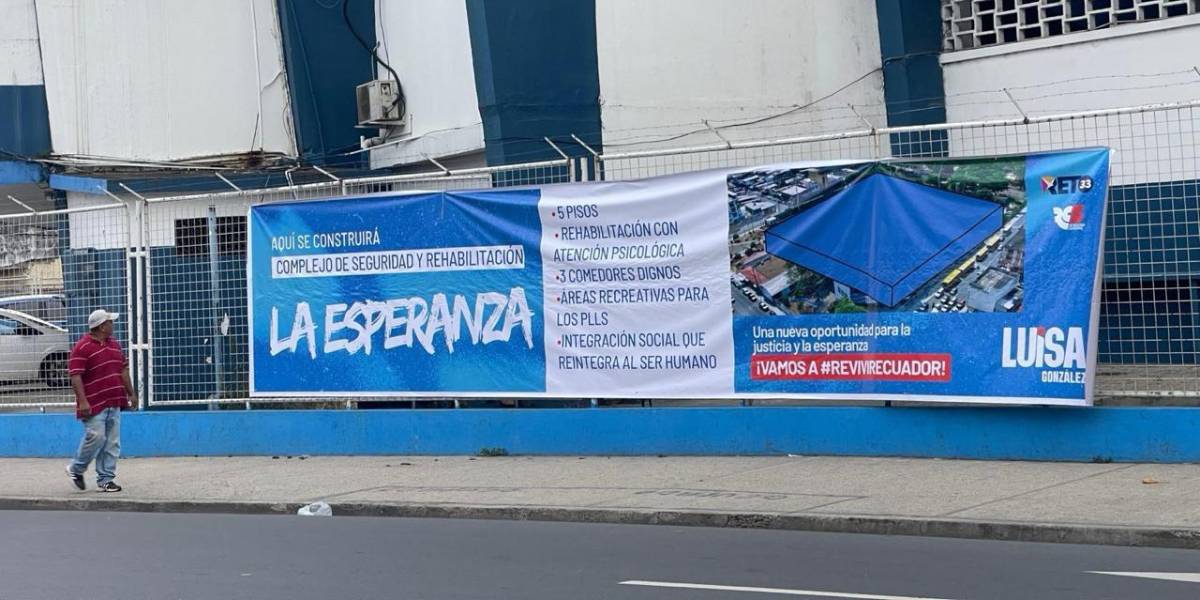 AQUÍ SE CONSTRUIRÁ
COMPLEJO DE SEGURIDAD Y REHABILITACIÓN
LA ESPERANZA
• 5 PISOS
• REHABILITACIÓN CON
ATENCIÓN PSICOLÓGICA
•3 COMEDORES DIGNOS
•ÁREAS RECREATIVAS PARA
LOS PLLS
•INTEGRACIÓN SOCIAL QUE
REINTEGRA AL SER HUMANO
RETO 33
RC5
Una nueva oportunidad para la
justicia y la esperanza
¡VAMOS A #REVIVIRECUADOR!
LUISA
GONZÁLEZ